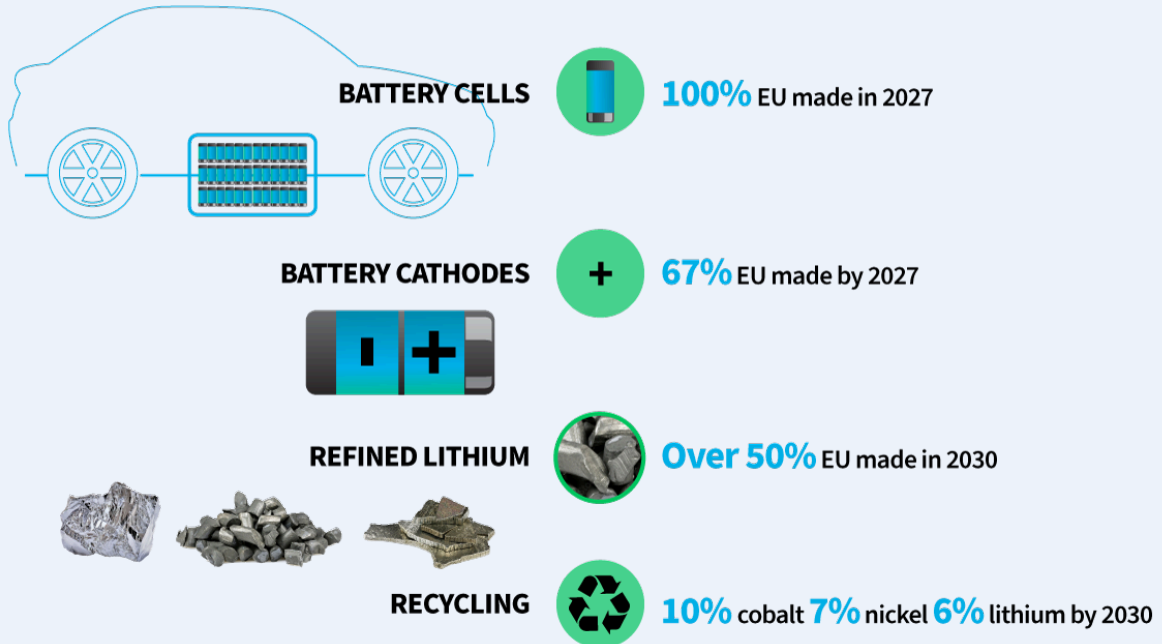 BATTERY CELLS 100% EU made in 2027
BATTERY CATHODES + 67% EU made by 2027
- +
REFINED LITHIUM Over 50% EU made in 2030
RECYCLING 10% cobalt 7% nickel 6% lithium by 2030